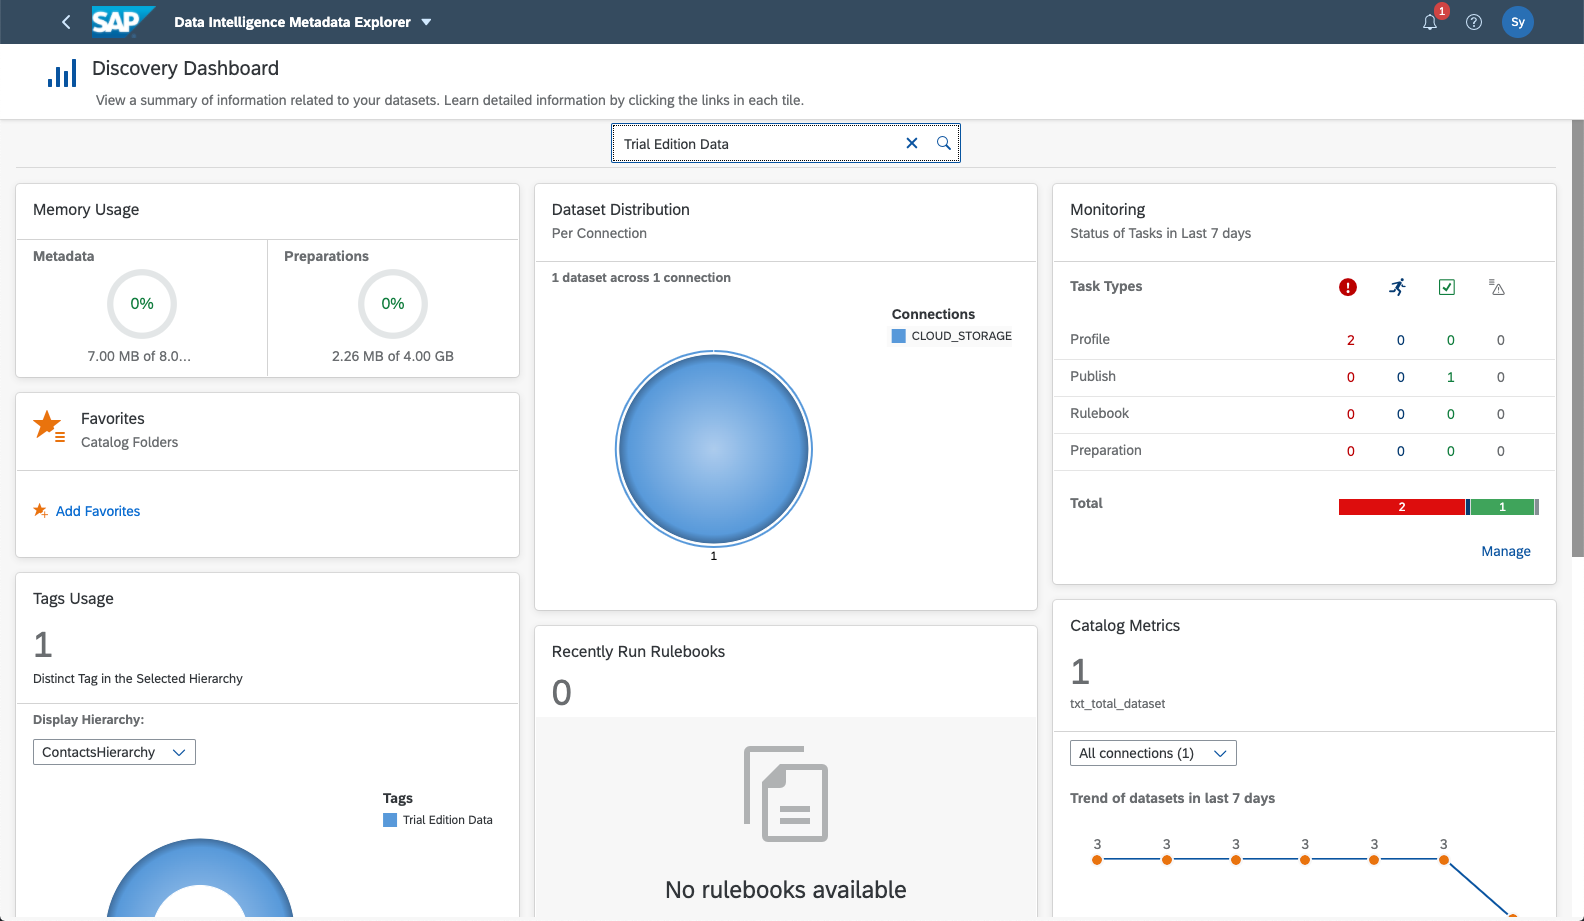 SAP
Data Intelligence Metadata Explorer
1
Sy
Discovery Dashboard
View a summary of information related to your datasets. Learn detailed information by clicking the links in each tile.
Trial Edition Data
Memory Usage
Metadata
0%
7.00 MB of 8.0...
Preparations
0%
2.26 MB of 4.00 GB
Favorites
Catalog Folders
Add Favorites
Tags Usage
1
Distinct Tag in the Selected Hierarchy
Display Hierarchy:
ContactsHierarchy
Tags
Trial Edition Data
Dataset Distribution
Per Connection
1 dataset across 1 connection
Connections
CLOUD_STORAGE
1
Recently Run Rulebooks
0
No rulebooks available
Monitoring
Status of Tasks in Last 7 days
Task Types
Profile 2 0 0 0
Publish 0 0 1 0
Rulebook 0 0 0 0
Preparation 0 0 0 0
Total 2 1
Manage
Catalog Metrics
1
txt_total_dataset
All connections (1)
Trend of datasets in last 7 days
3 3 3 3 3 3